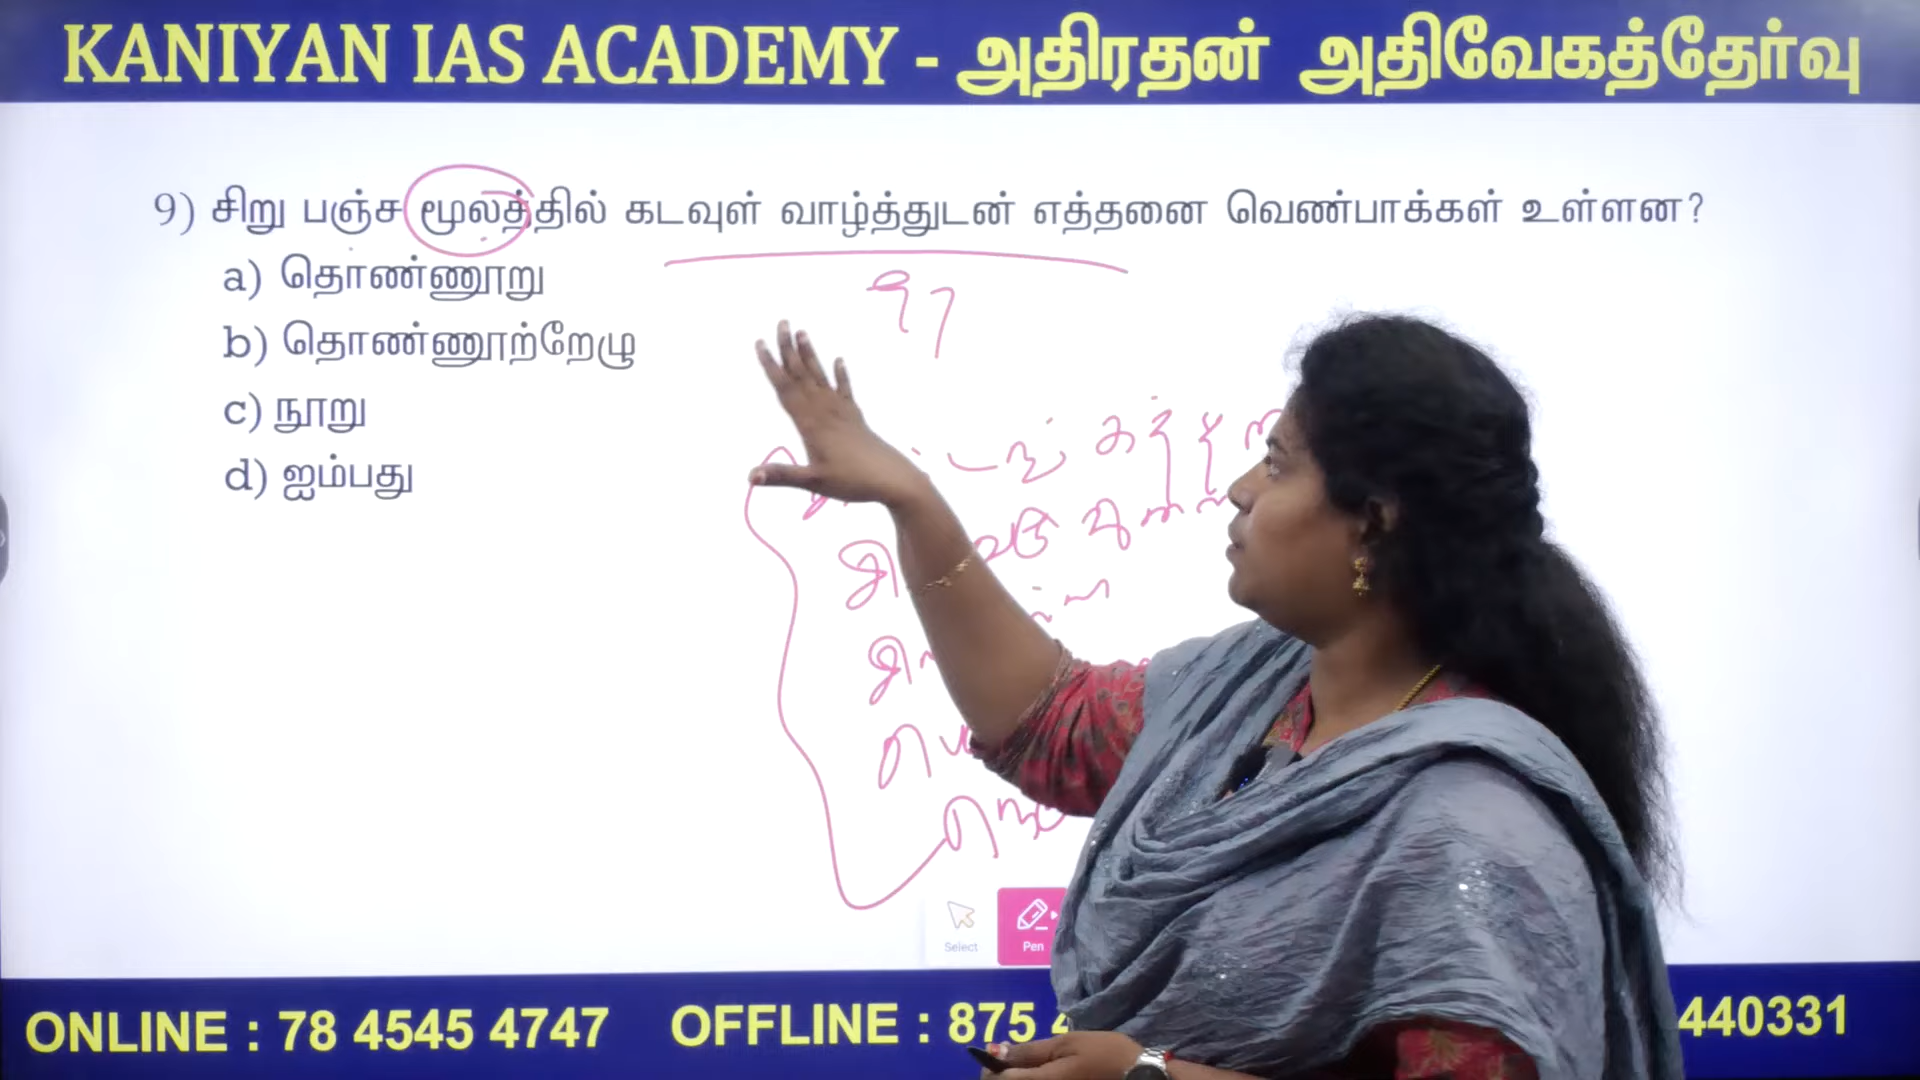 KANIYAN IAS ACADEMY - அதிரதன் அதிவேகத்தேர்வு
9) சிறு பஞ்ச மூலத்தில் கடவுள் வாழ்த்துடன் எத்தனை வெண்பாக்கள் உள்ளன?
97
a) தொண்ணூறு
b) தொண்ணூற்றேழு
c) நூறு
d) ஐம்பது
Select
Pen
ONLINE : 78 4545 4747 OFFLINE : 875 440331